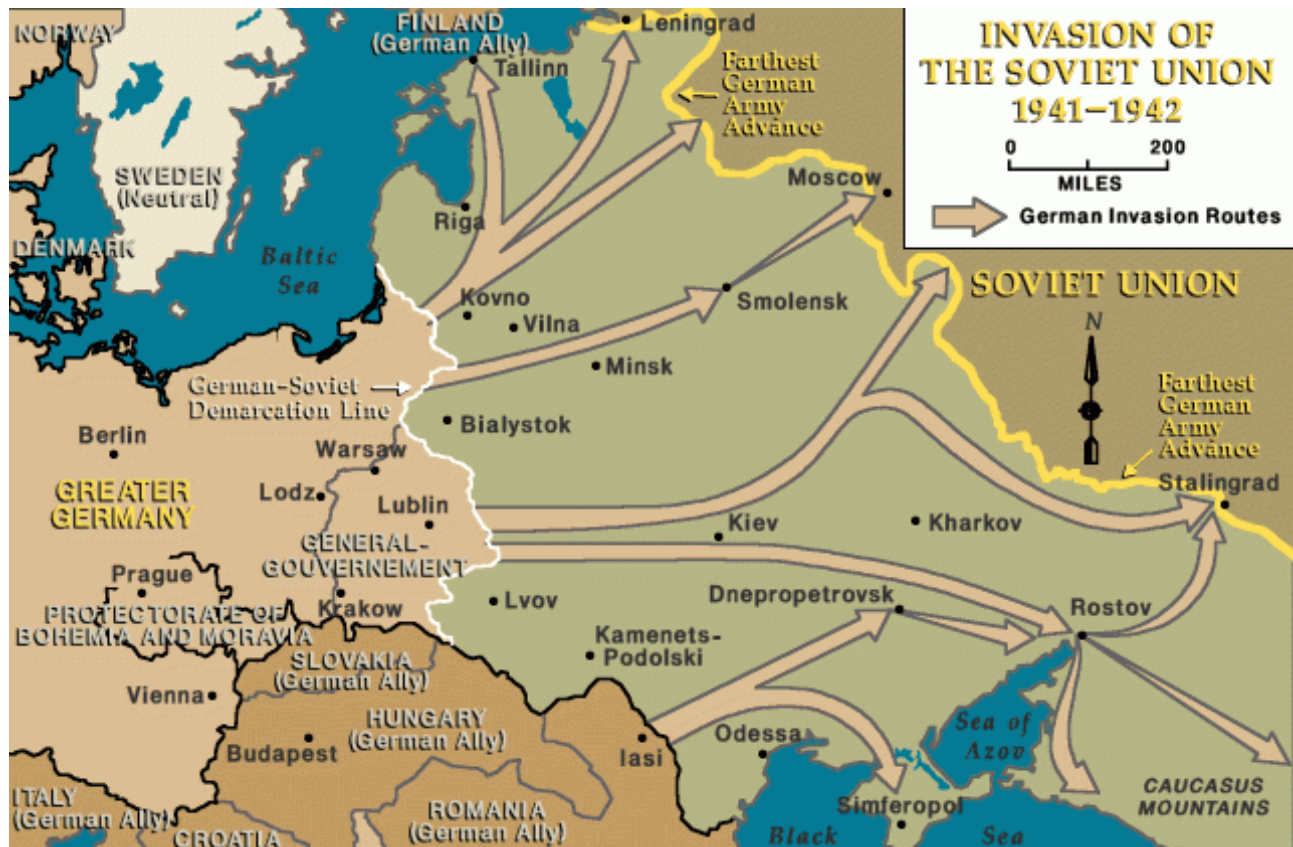 INVASION OF
THE SOVIET UNION
1941–1942
0 200
MILES
German Invasion Routes
NORWAY
FINLAND
(German Ally)
Leningrad
Tallinn
Farthest
German
Army
Advance
SWEDEN
(Neutral)
Moscow
Riga
DENMARK
Baltic
Sea
Smolensk
SOVIET UNION
Kovno
Vilna
N
Minsk
German-Soviet
Demarcation Line
Farthest
German
Army
Advance
Bialystok
Berlin
Warsaw
Stalingrad
GREATER
GERMANY
Lodz
Lublin
Kiev
Kharkov
GENERAL-
GOUVERNEMENT
Prague
Krakow
Lvov
Dnepropetrovsk
Rostov
PROTECTORATE OF
BOHEMIA AND MORAVIA
Kamenets-
Podolski
SLOVAKIA
(German Ally)
Vienna
HUNGARY
(German Ally)
Budapest
Iasi
Odessa
Sea of
Azov
CAUCASUS
MOUNTAINS
ITALY
(German Ally)
ROMANIA
(German Ally)
Simferopol
CROATIA
Black
Sea